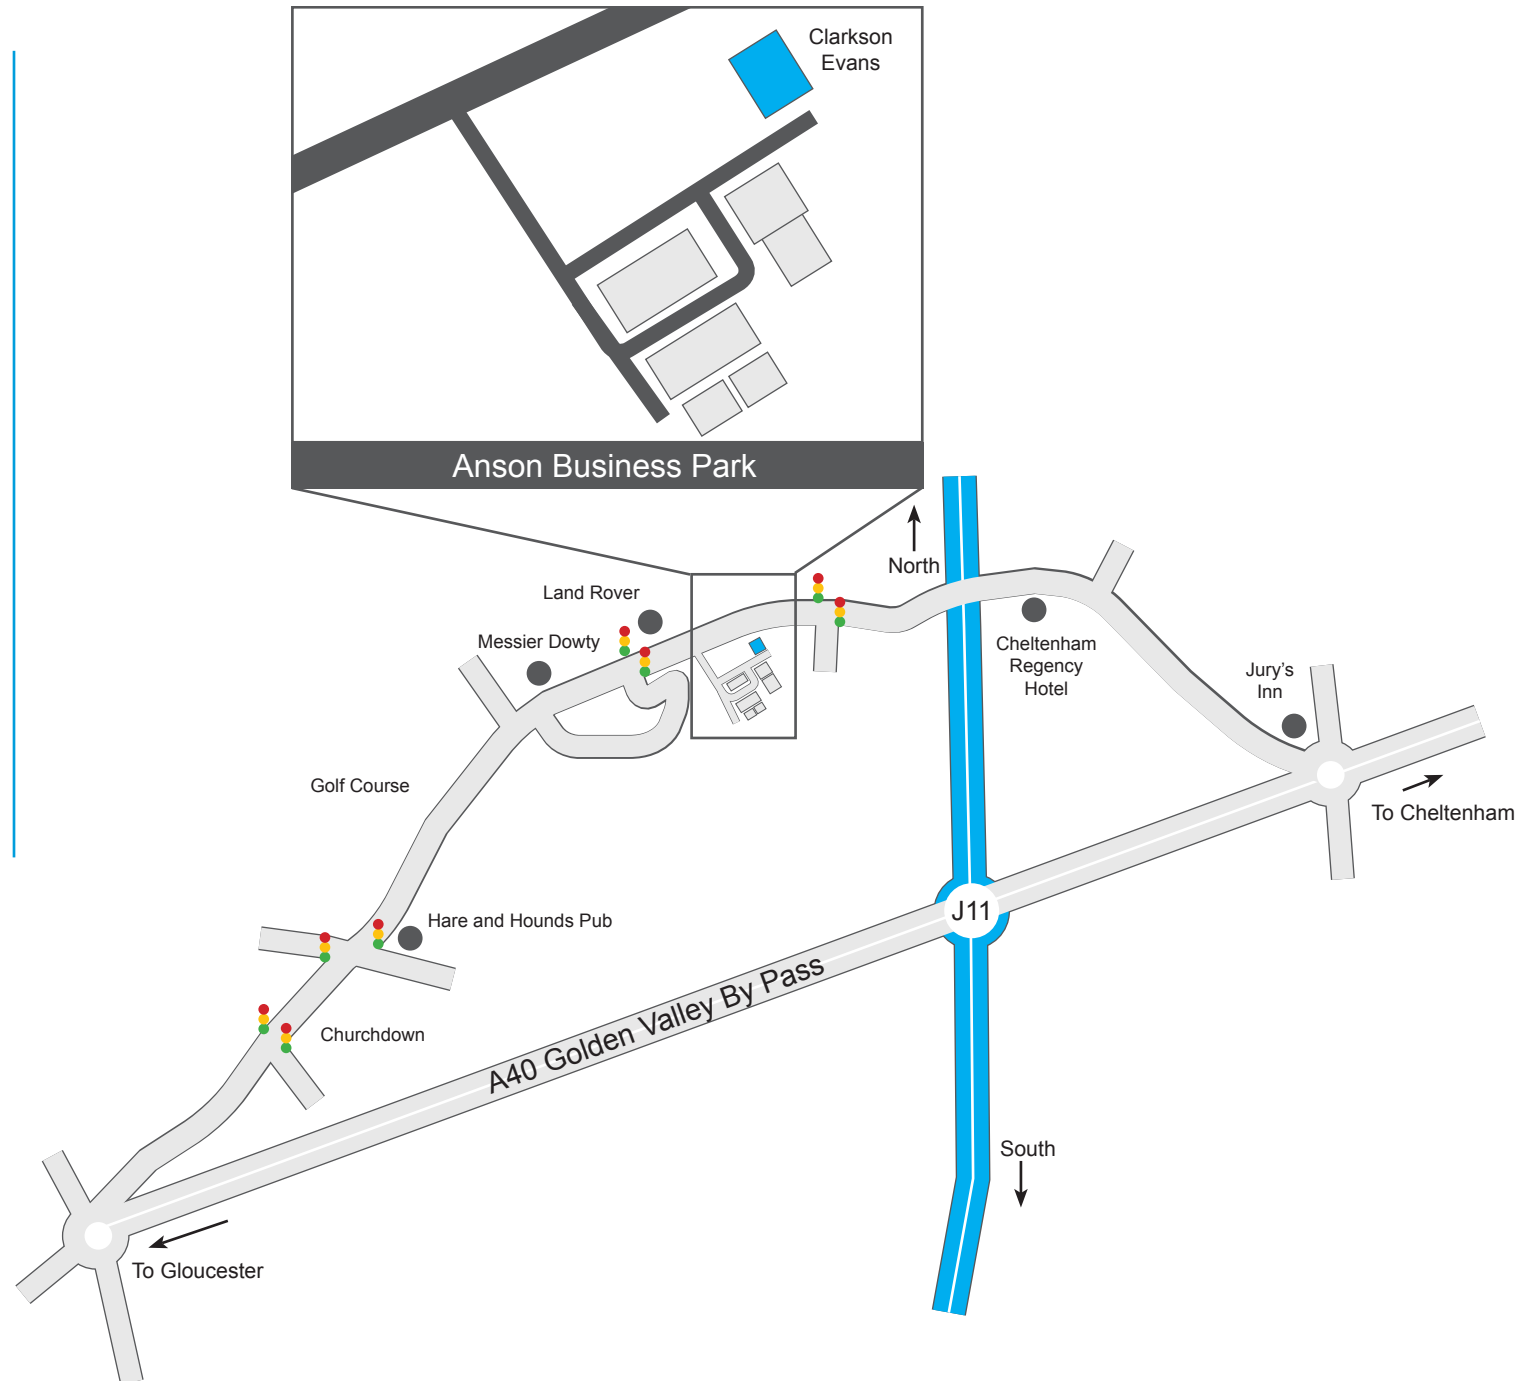 Clarkson
Evans
Anson Business Park
North
Land Rover
Messier Dowty
Cheltenham
Regency
Hotel
Jury's
Inn
Golf Course
To Cheltenham
Hare and Hounds Pub
J11
A40 Golden Valley By Pass
Churchdown
South
To Gloucester